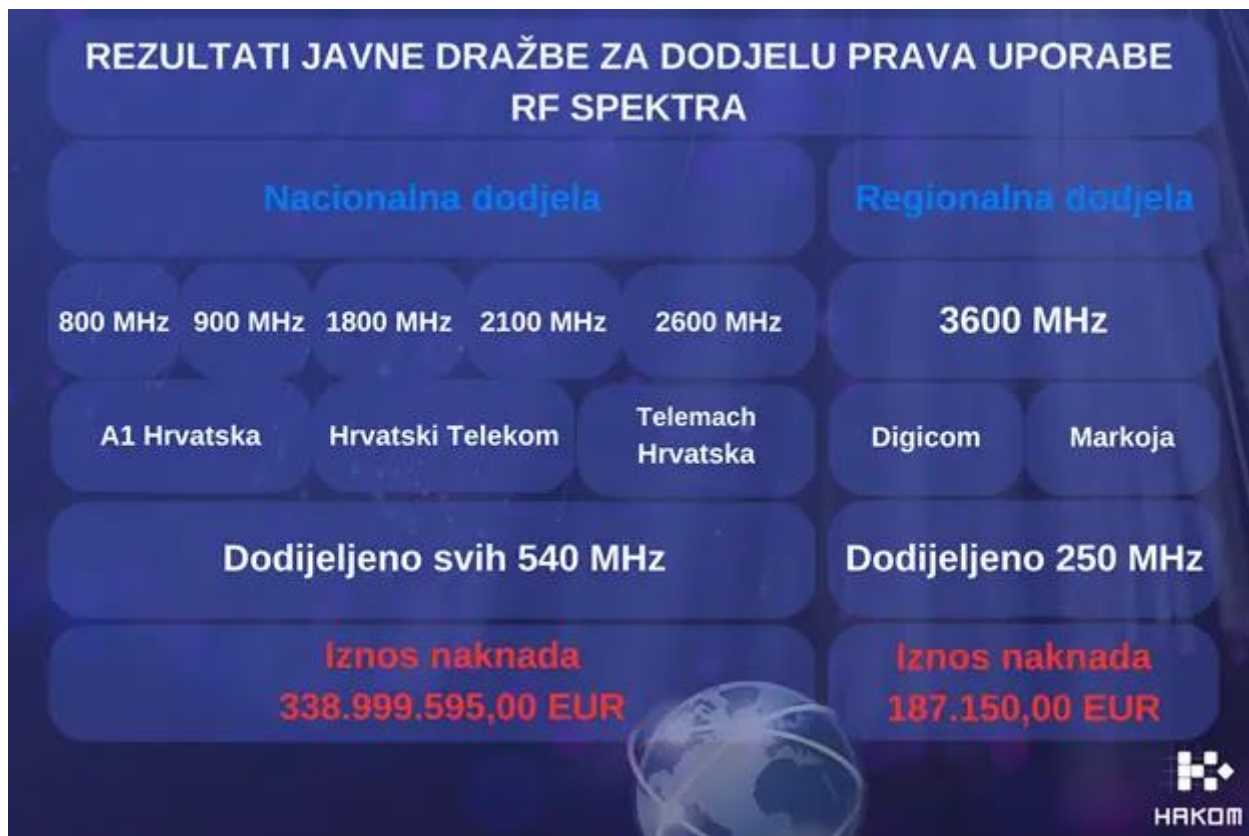 REZULTATI JAVNE DRAŽBE ZA DODJELU PRAVA UPORABE
RF SPEKTRA
Nacionalna dodjela
Regionalna dodjela
800 MHz
900 MHz
1800 MHz
2100 MHz
2600 MHz
3600 MHz
A1 Hrvatska
Hrvatski Telekom
Telemach
Hrvatska
Digicom
Markoja
Dodijeljeno svih 540 MHz
Dodijeljeno 250 MHz
Iznos naknada
338.999.595,00 EUR
Iznos naknada
187.150,00 EUR
HAKOM